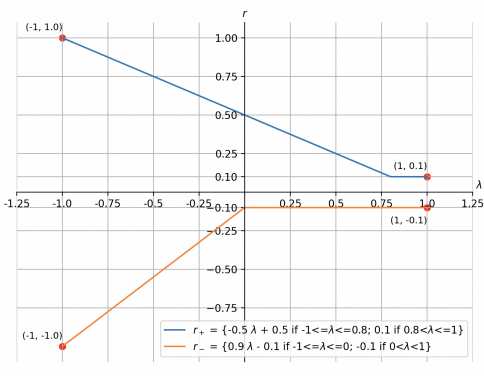 r
(-1, 1.0)
1.00
0.75
0.50
0.25
(1, 0.1)
0.10
λ
-1.25 -1.0 -0.75 -0.5 -0.25 0.25 0.5 0.75 1.0 1.25
−0.10
(1, -0.1)
−0.25
−0.50
−0.75
r₊ = {-0.5 λ + 0.5 if -1<=λ<=0.8; 0.1 if 0.8<λ<=1}
(-1, -1.0)
r₋ = {0.9 λ - 0.1 if -1<=λ<=0; -0.1 if 0<λ<1}